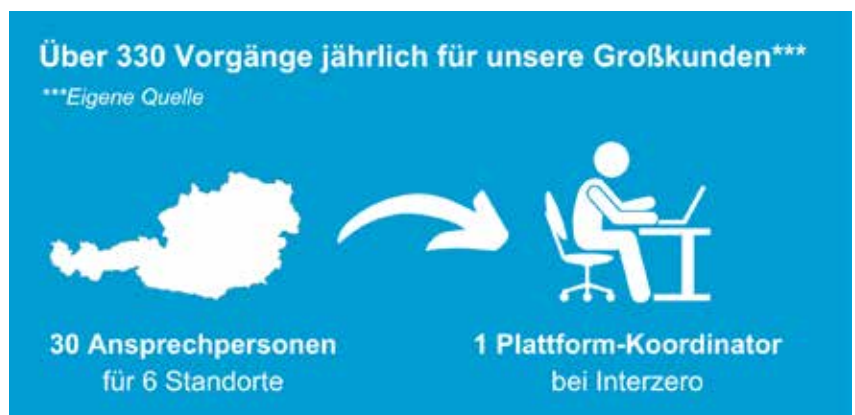 Über 330 Vorgänge jährlich für unsere Großkunden***
***Eigene Quelle
30 Ansprechpersonen
für 6 Standorte
1 Plattform-Koordinator
bei Interzero